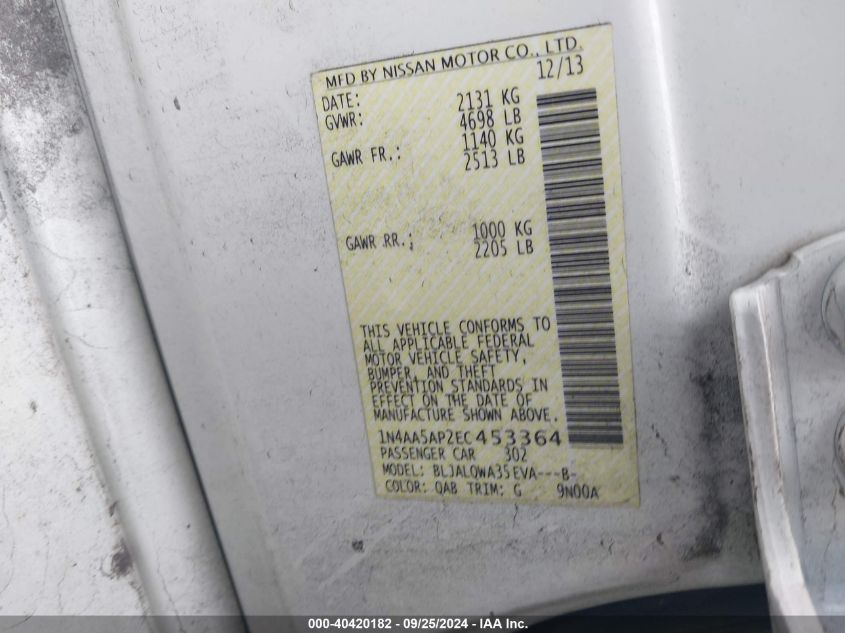 MFD BY NISSAN MOTOR CO., LTD.
DATE: 12/13
GVWR: 2131 KG
4698 LB
GAWR FR.: 1140 KG
2513 LB
GAWR RR.: 1000 KG
2205 LB
THIS VEHICLE CONFORMS TO
ALL APPLICABLE FEDERAL
MOTOR VEHICLE SAFETY,
BUMPER, AND THEFT
PREVENTION STANDARDS IN
EFFECT ON THE DATE OF
MANUFACTURE SHOWN ABOVE.
1N4AA5AP2EC453364
PASSENGER CAR 302
MODEL: BLJALQWA35EVA---B-
COLOR: QAB TRIM: G 9N00A
000-40420182 - 09/25/2024 - IAA Inc.